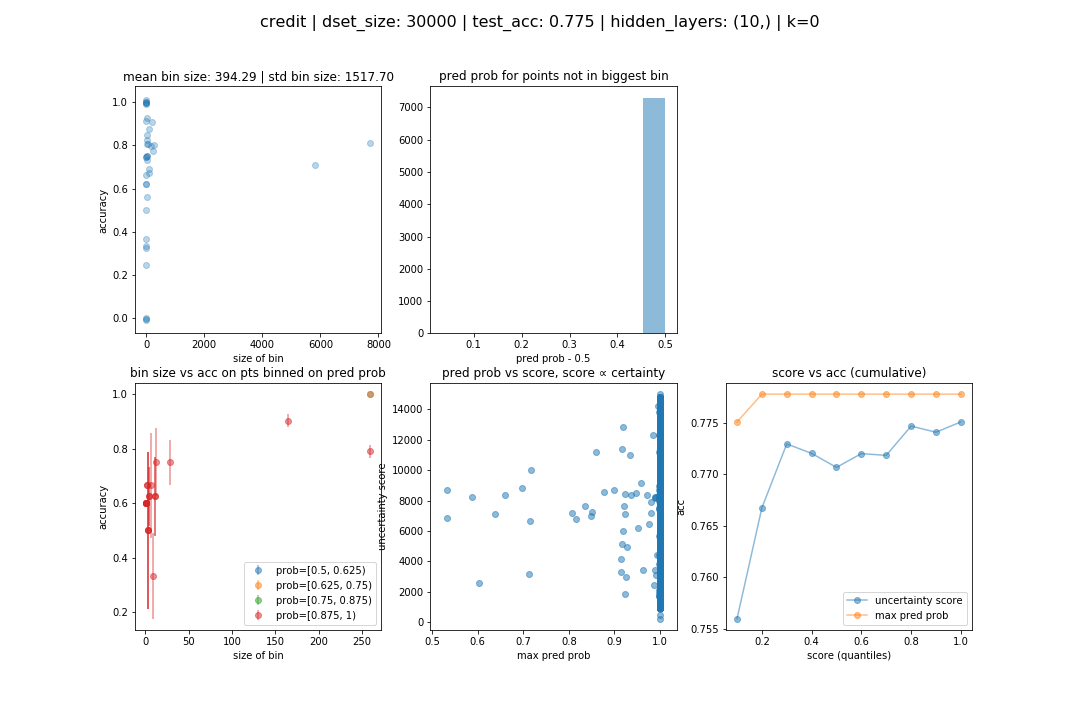 credit | dset_size: 30000 | test_acc: 0.775 | hidden_layers: (10,) | k=0
mean bin size: 394.29 | std bin size: 1517.70
1.0
0.8
0.6
0.4
0.2
0.0
accuracy
0 2000 4000 6000 8000
size of bin
pred prob for points not in biggest bin
7000
6000
5000
4000
3000
2000
1000
0
0.1 0.2 0.3 0.4 0.5
pred prob - 0.5
bin size vs acc on pts binned on pred prob
1.0
0.8
0.6
0.4
0.2
accuracy
prob=[0.5, 0.625)
prob=[0.625, 0.75)
prob=[0.75, 0.875)
prob=[0.875, 1)
0 50 100 150 200 250
size of bin
pred prob vs score, score ∝ certainty
14000
12000
10000
8000
6000
4000
2000
0
uncertainty score
0.5 0.6 0.7 0.8 0.9 1.0
max pred prob
score vs acc (cumulative)
0.775
0.770
0.765
0.760
0.755
acc
uncertainty score
max pred prob
0.2 0.4 0.6 0.8 1.0
score (quantiles)